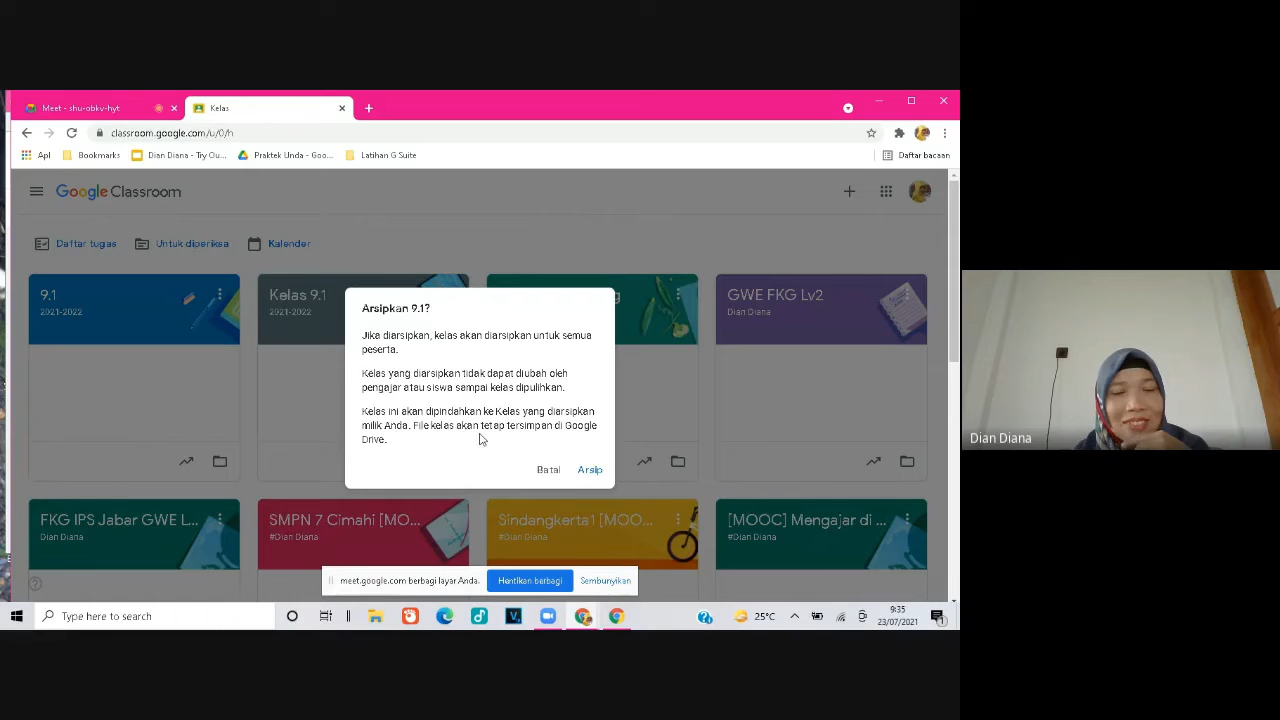 Meet - shu-obkv-hyt
Kelas
classroom.google.com/u/0/h
Apl
Bookmarks
Dian Diana - Try Ou...
Praktek Unda - Goo...
Latihan G Suite
Daftar bacaan
Google Classroom
Daftar tugas
Untuk diperiksa
Kalender
9.1
2021-2022
Kelas 9.1
2021-2022
GWE FKG Lv2
Dian Diana
Arsipkan 9.1?
Jika diarsipkan, kelas akan diarsipkan untuk semua
peserta.
Kelas yang diarsipkan tidak dapat diubah oleh
pengajar atau siswa sampai kelas dipulihkan.
Kelas ini akan dipindahkan ke Kelas yang diarsipkan
milik Anda. File kelas akan tetap tersimpan di Google
Drive.
Batal
Arsip
Dian Diana
FKG IPS Jabar GWE L...
Dian Diana
SMPN 7 Cimahi [MO...
#Dian Diana
Sindangkerta1 [MOO...
#Dian Diana
[MOOC] Mengajar di ...
#Dian Diana
meet.google.com berbagi layar Anda.
Hentikan berbagi
Sembunyikan
Type here to search
25°C
9:35
23/07/2021